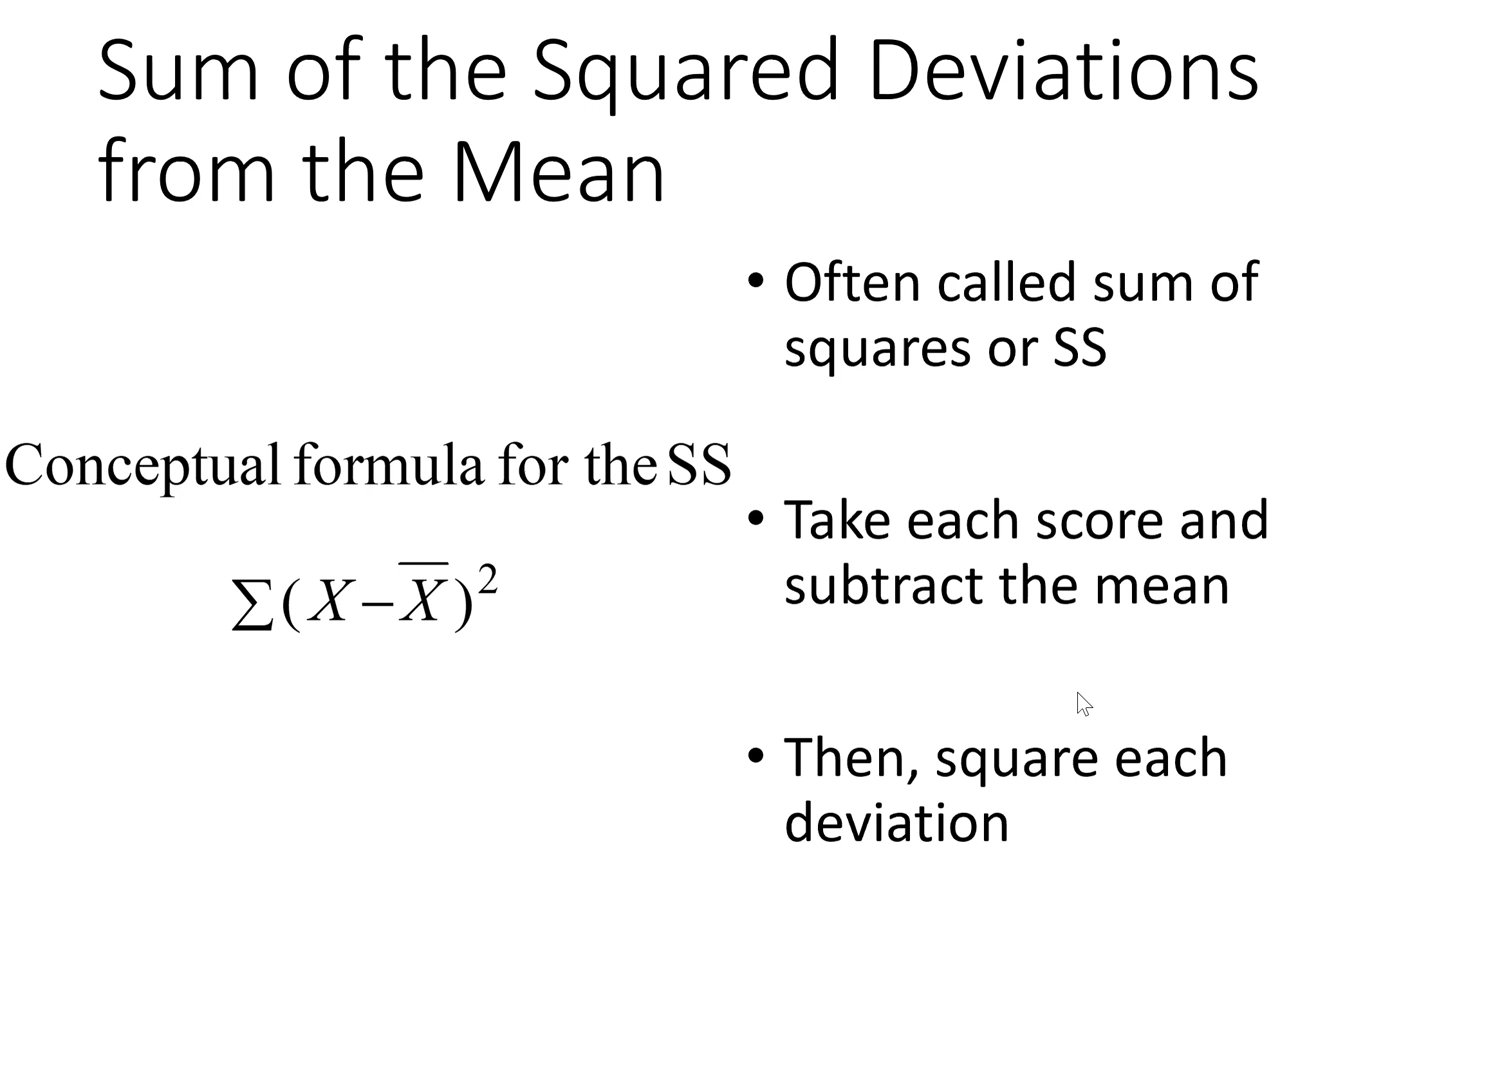 Sum of the Squared Deviations
from the Mean
• Often called sum of
squares or SS
Conceptual formula for the SS
∑(X−X̅)²
• Take each score and
subtract the mean
• Then, square each
deviation